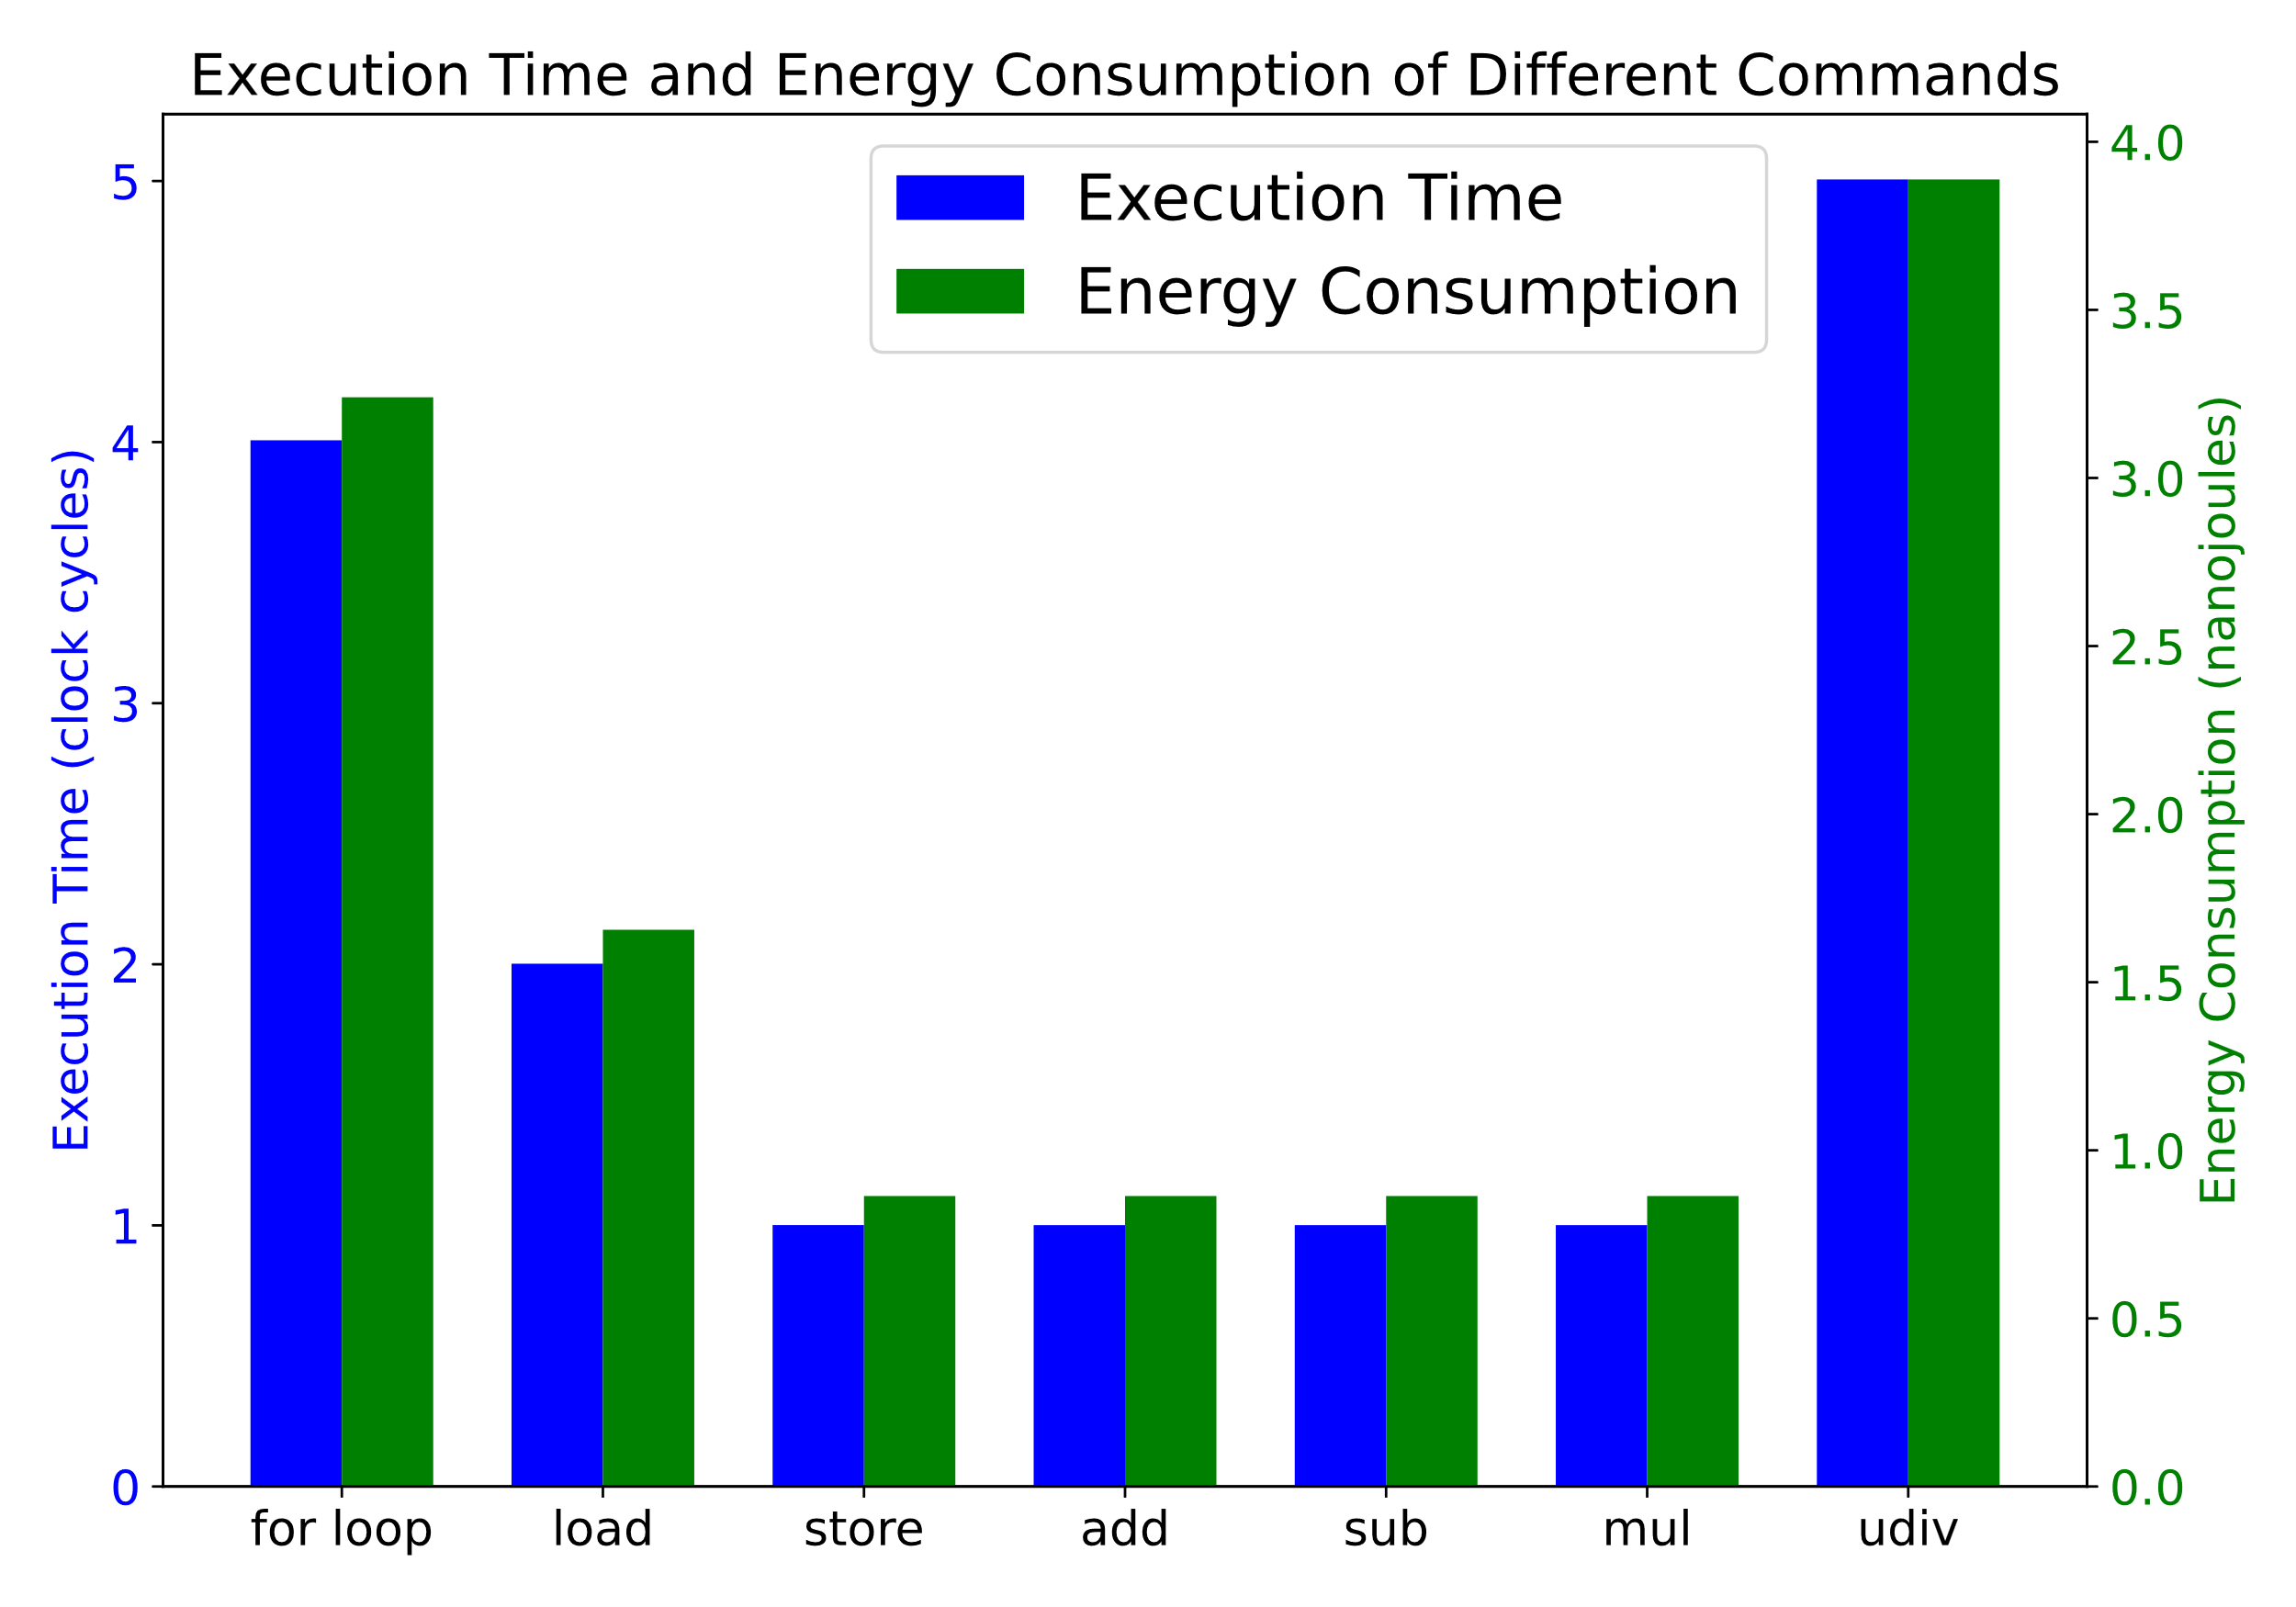 Execution Time and Energy Consumption of Different Commands
Execution Time
Energy Consumption
Execution Time (clock cycles)
5
4
3
2
1
0
4.0
3.5
3.0
2.5
2.0
1.5
1.0
0.5
0.0
Energy Consumption (nanojoules)
for loop load store add sub mul udiv